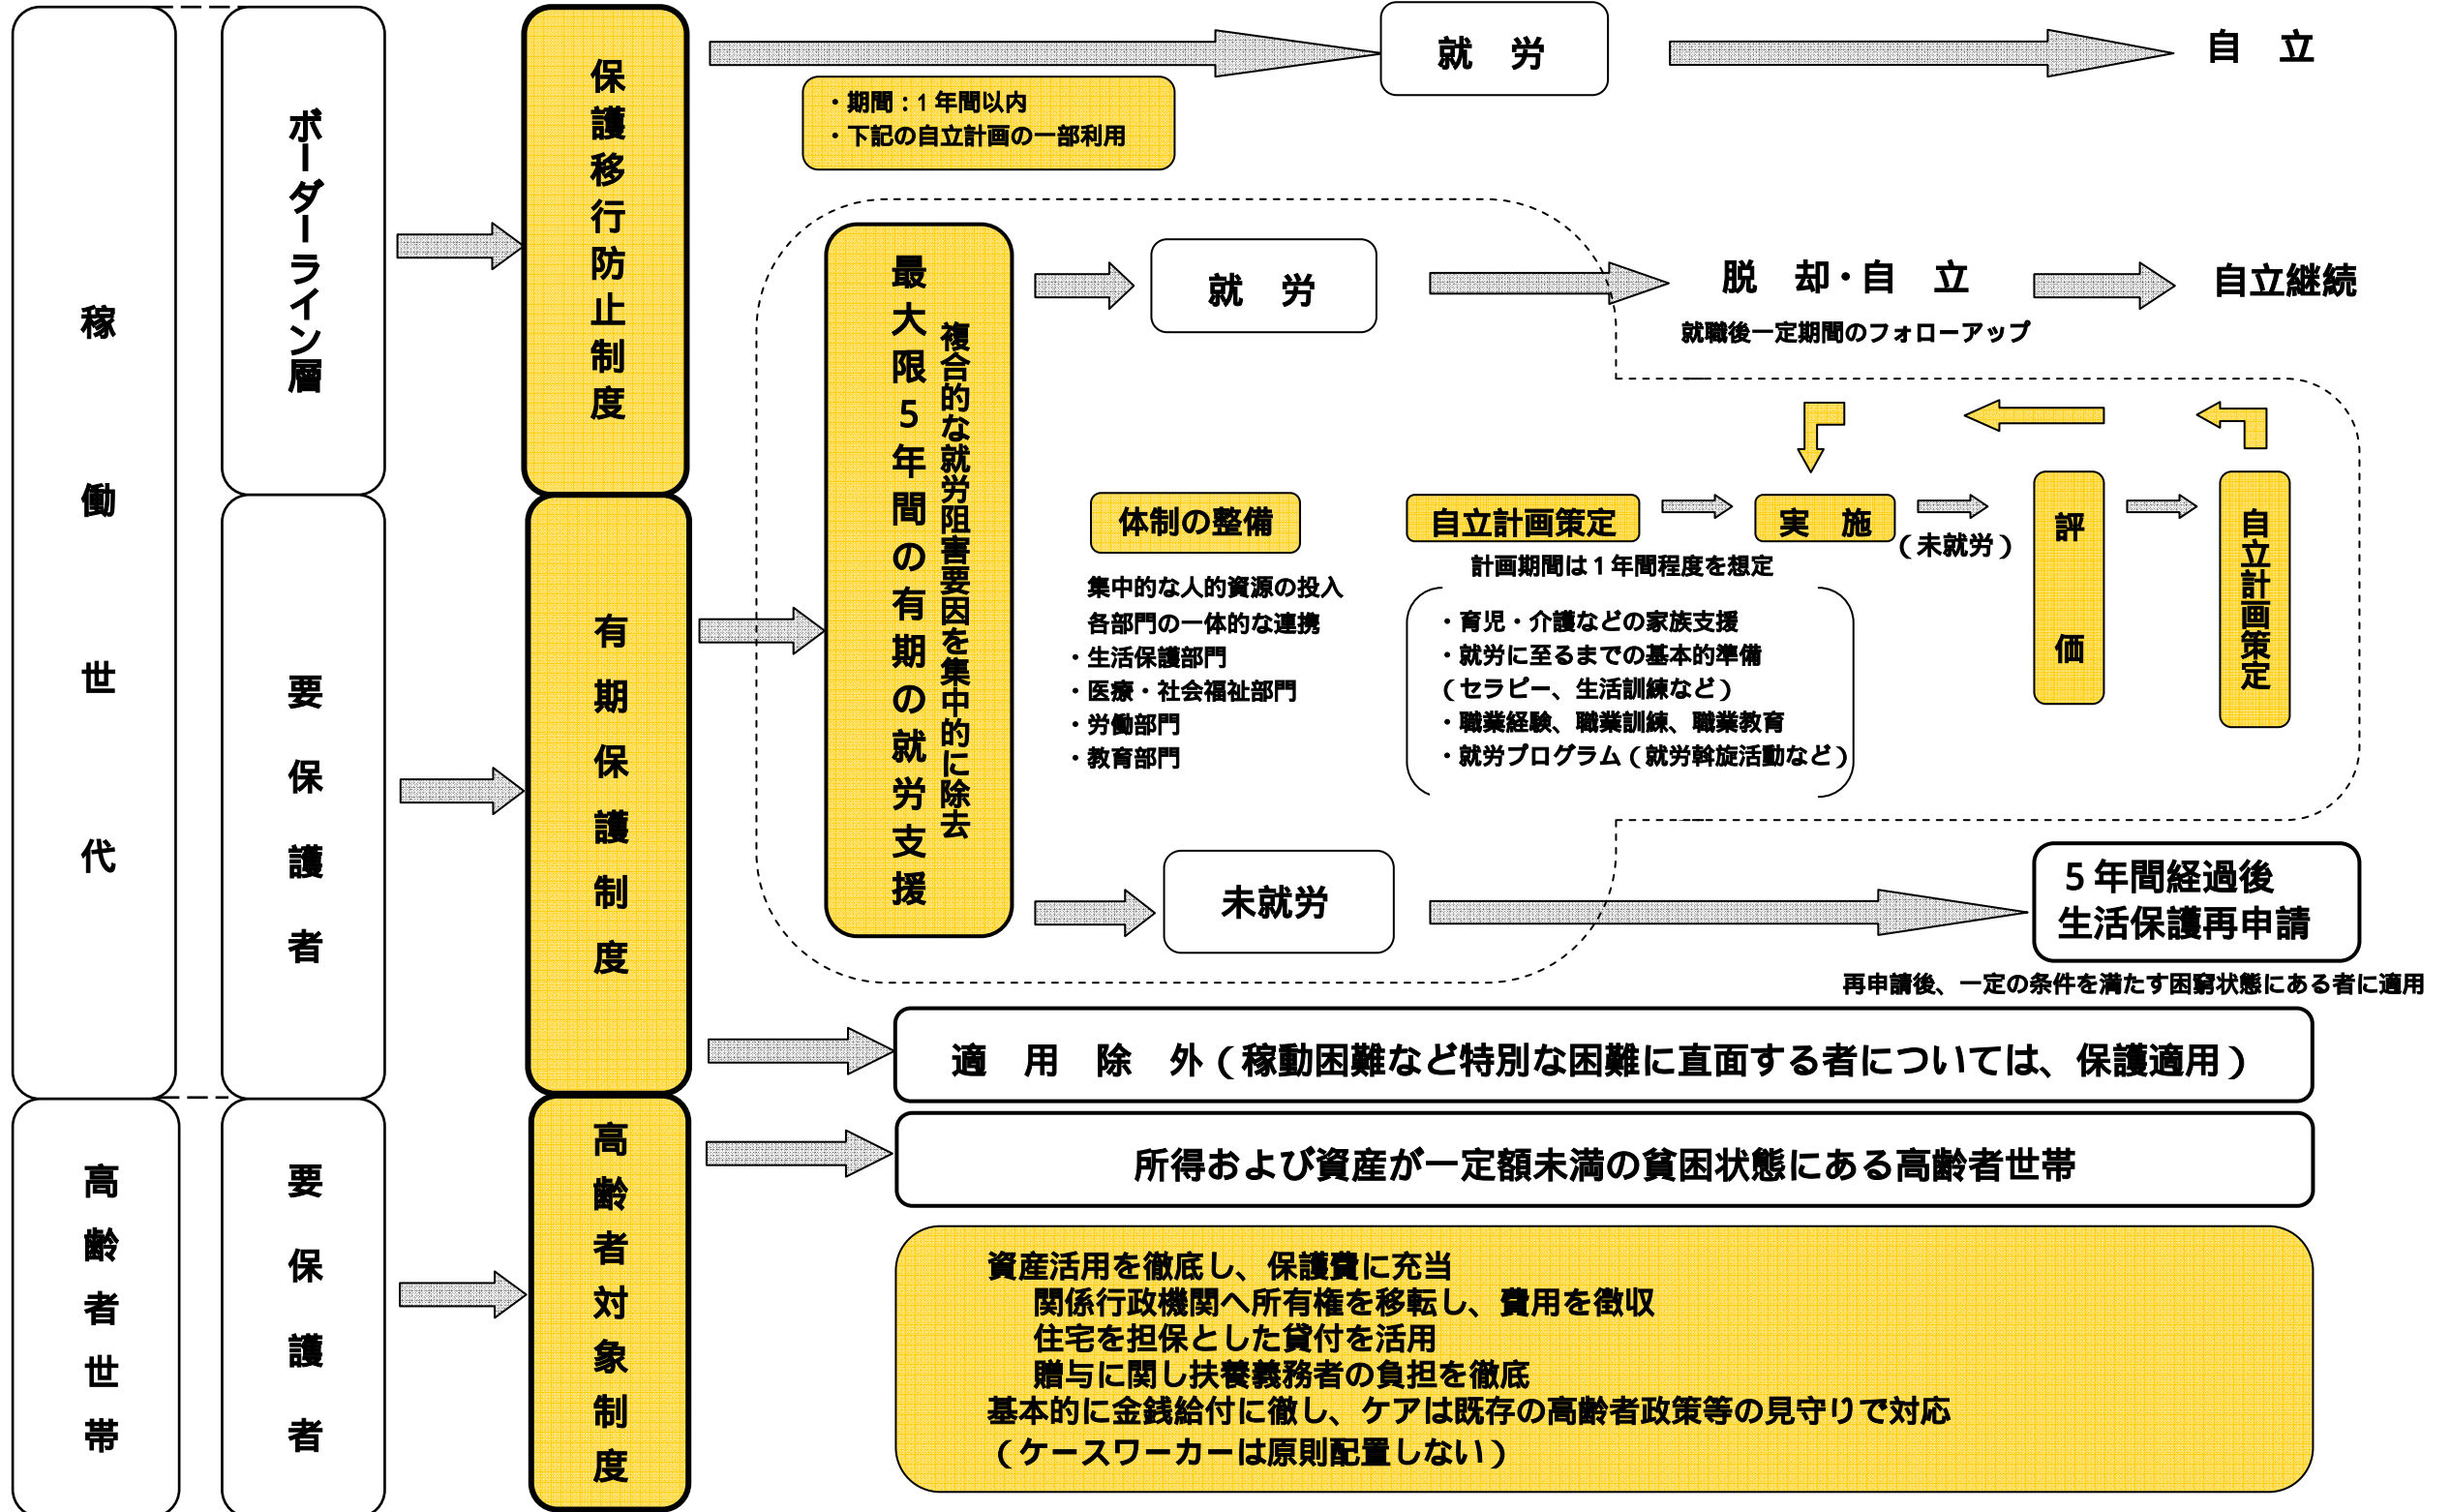 稼働世代
ボーダーライン層
保護移行防止制度
就　労
自　立
・期間：1 年間以内
・下記の自立計画の一部利用
要保護者
有期保護制度
最大限５年間の有期の就労支援
複合的な就労阻害要因を集中的に除去
就　労
脱　却・自　立
自立継続
就職後一定期間のフォローアップ
体制の整備
集中的な人的資源の投入
各部門の一体的な連携
・生活保護部門
・医療・社会福祉部門
・労働部門
・教育部門
自立計画策定
実　施
（未就労）
評価
自立計画策定
計画期間は 1 年間程度を想定
・育児・介護などの家族支援
・就労に至るまでの基本的準備
（セラピー、生活訓練など）
・職業経験、職業訓練、職業教育
・就労プログラム（就労斡旋活動など）
未就労
５年間経過後
生活保護再申請
再申請後、一定の条件を満たす困窮状態にある者に適用
適　用　除　外（稼動困難など特別な困難に直面する者については、保護適用）
高齢者世帯
要保護者
高齢者対象制度
所得および資産が一定額未満の貧困状態にある高齢者世帯
資産活用を徹底し、保護費に充当
関係行政機関へ所有権を移転し、費用を徴収
住宅を担保とした貸付を活用
贈与に関し扶養義務者の負担を徹底
基本的に金銭給付に徹し、ケアは既存の高齢者政策等の見守りで対応
（ケースワーカーは原則配置しない）